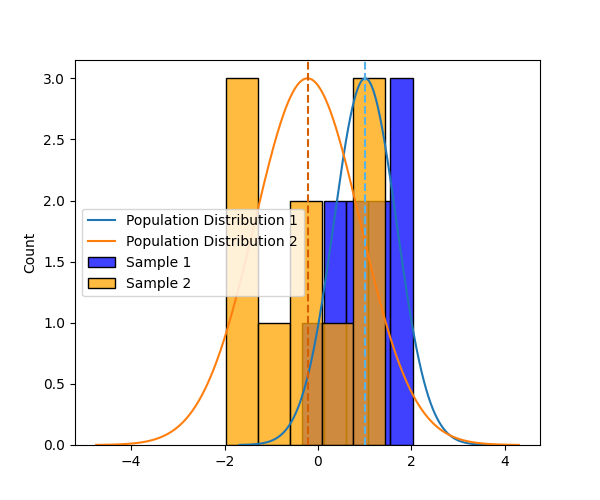 3.0
2.5
2.0
1.5
1.0
0.5
0.0
Count
Population Distribution 1
Population Distribution 2
Sample 1
Sample 2
−4
−2
0
2
4